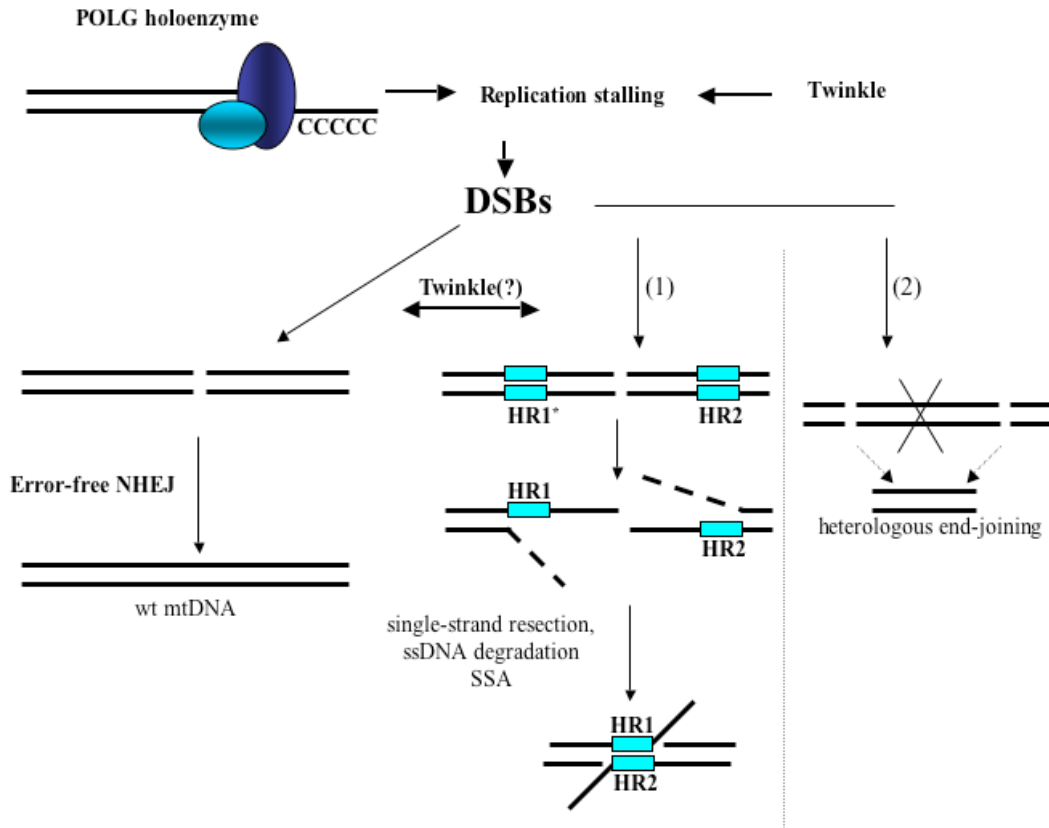 POLG holoenzyme
CCCCC
Replication stalling
Twinkle
DSBs
Twinkle(?)
(1)
(2)
HR1*
HR2
Error-free NHEJ
HR1
HR2
heterologous end-joining
wt mtDNA
single-strand resection,
ssDNA degradation
SSA
HR1
HR2